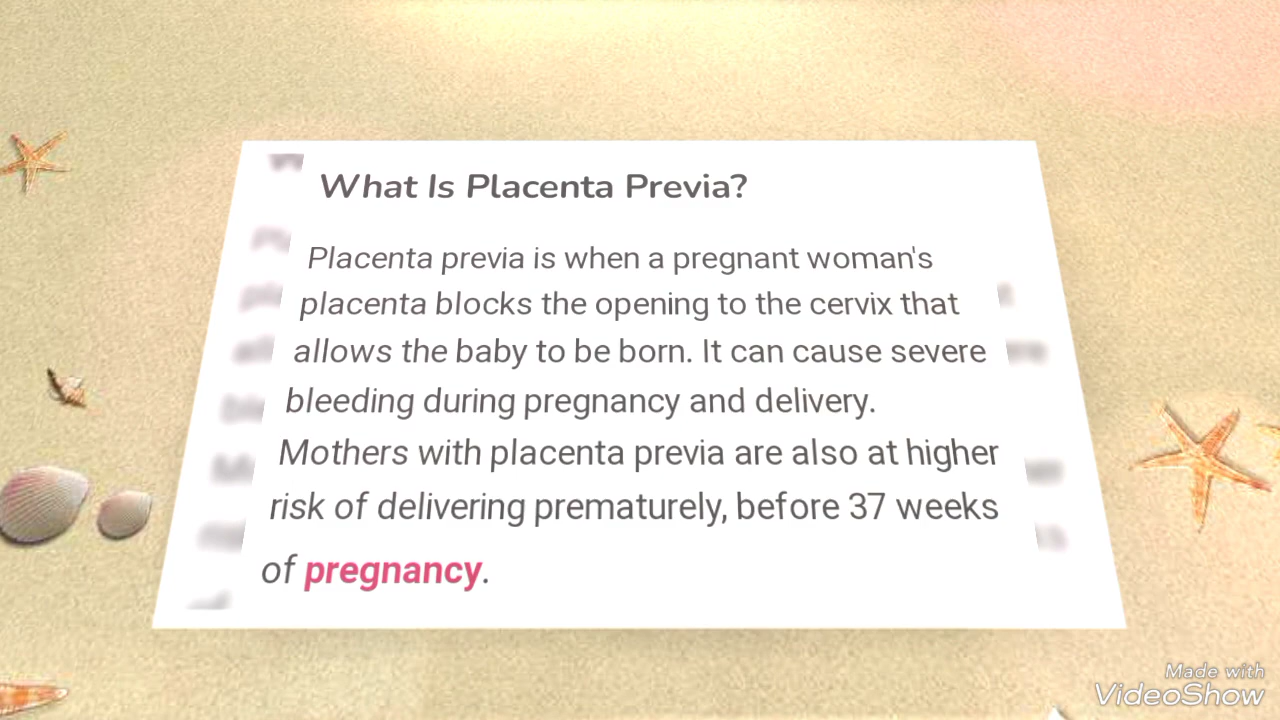 What Is Placenta Previa?
Placenta previa is when a pregnant woman's
placenta blocks the opening to the cervix that
allows the baby to be born. It can cause severe
bleeding during pregnancy and delivery.
Mothers with placenta previa are also at higher
risk of delivering prematurely, before 37 weeks
of pregnancy.
Made with
VideoShow